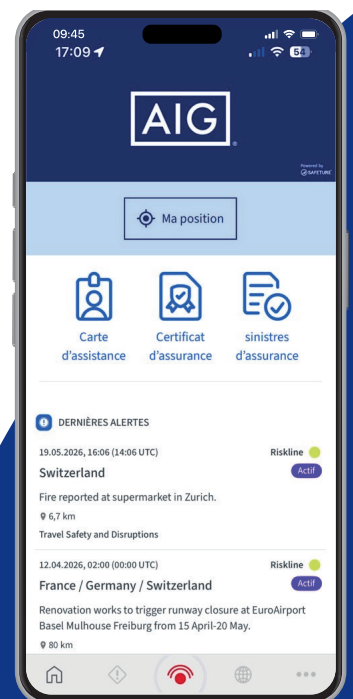 09:45
17:09
54
AIG
Powered by
SAFETURE
Ma position
Carte
d'assistance
Certificat
d'assurance
sinistres
d'assurance
DERNIÈRES ALERTES
19.05.2026, 16:06 (14:06 UTC)
Riskline
Switzerland
Actif
Fire reported at supermarket in Zurich.
6,7 km
Travel Safety and Disruptions
12.04.2026, 02:00 (00:00 UTC)
Riskline
France / Germany / Switzerland
Actif
Renovation works to trigger runway closure at EuroAirport
Basel Mulhouse Freiburg from 15 April-20 May.
80 km